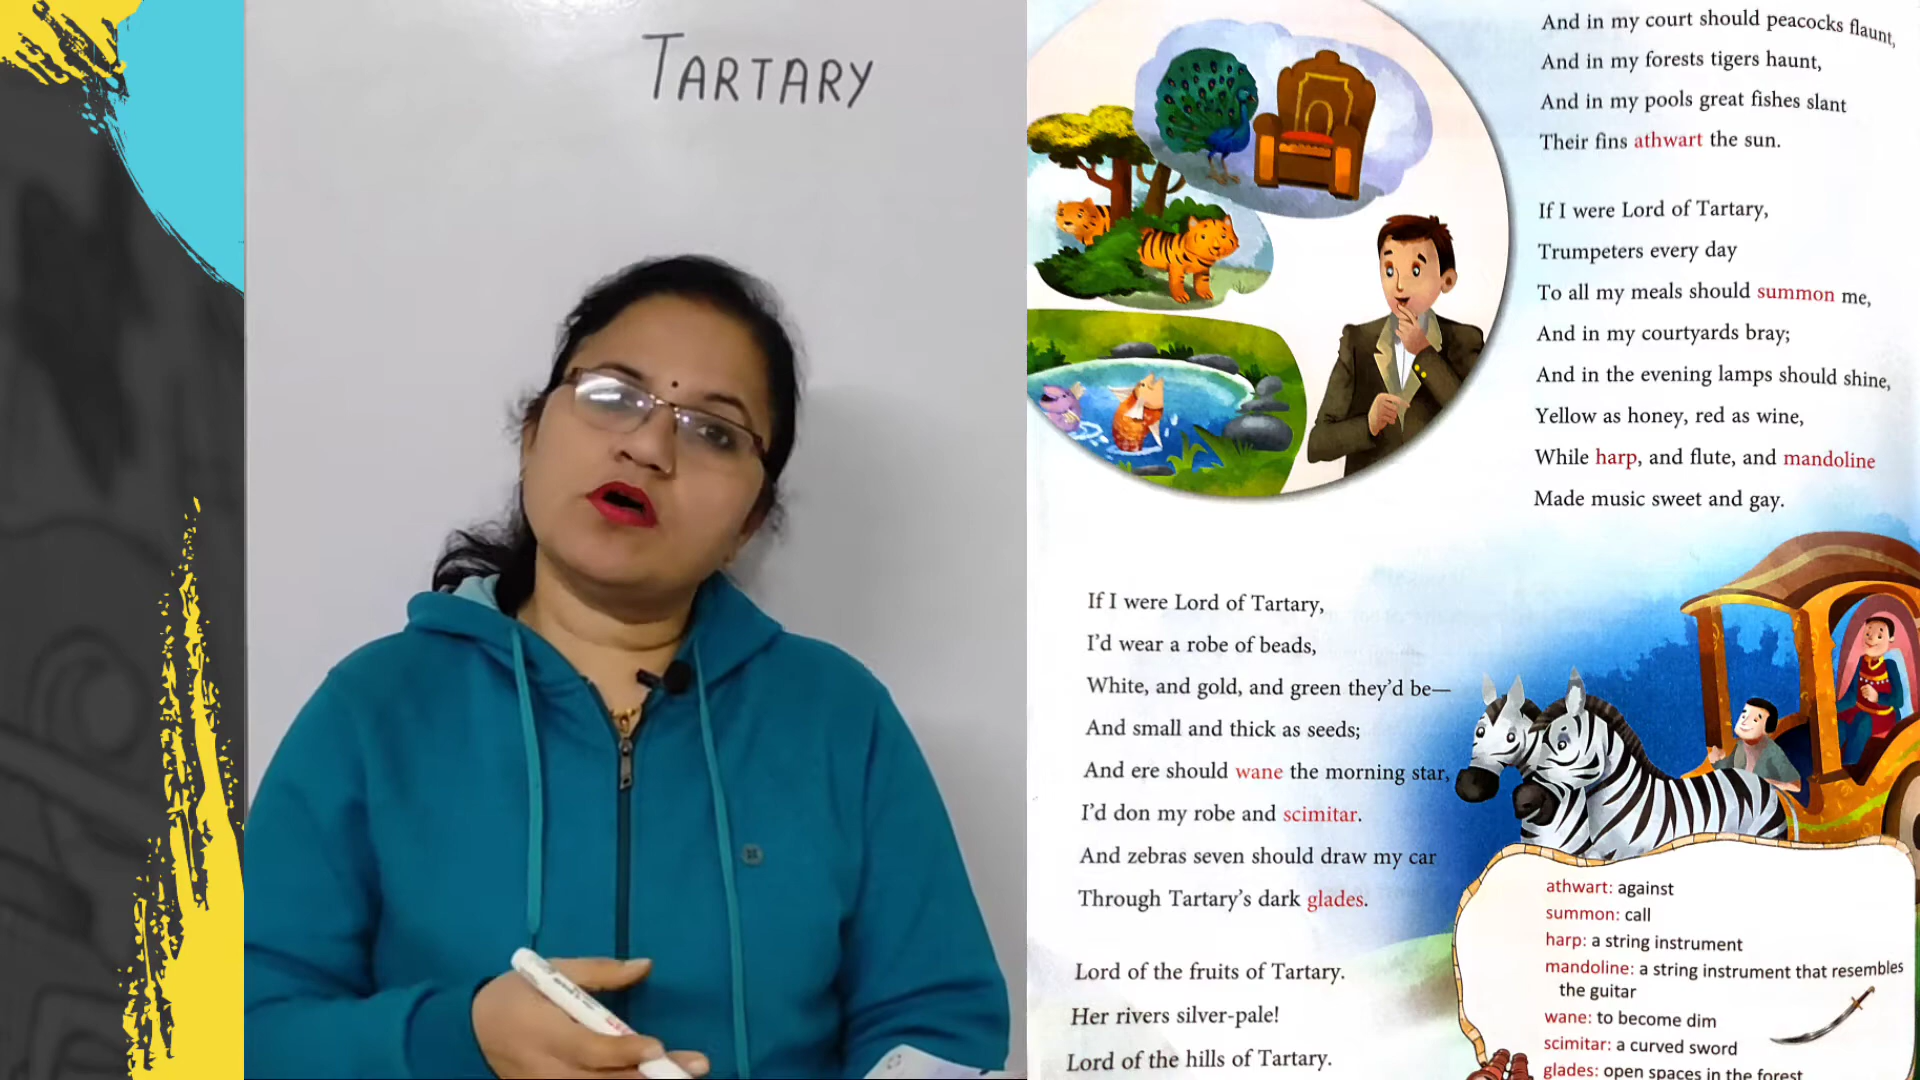 TARTARY
And in my court should peacocks flaunt,
And in my forests tigers haunt,
And in my pools great fishes slant
Their fins athwart the sun.
If I were Lord of Tartary,
Trumpeters every day
To all my meals should summon me,
And in my courtyards bray;
And in the evening lamps should shine,
Yellow as honey, red as wine,
While harp, and flute, and mandoline
Made music sweet and gay.
If I were Lord of Tartary,
I'd wear a robe of beads,
White, and gold, and green they'd be—
And small and thick as seeds;
And ere should wane the morning star,
I'd don my robe and scimitar.
And zebras seven should draw my car
Through Tartary's dark glades.
Lord of the fruits of Tartary.
Her rivers silver-pale!
Lord of the hills of Tartary.
athwart: against
summon: call
harp: a string instrument
mandoline: a string instrument that resembles
the guitar
wane: to become dim
scimitar: a curved sword
glades: open spaces in the forest